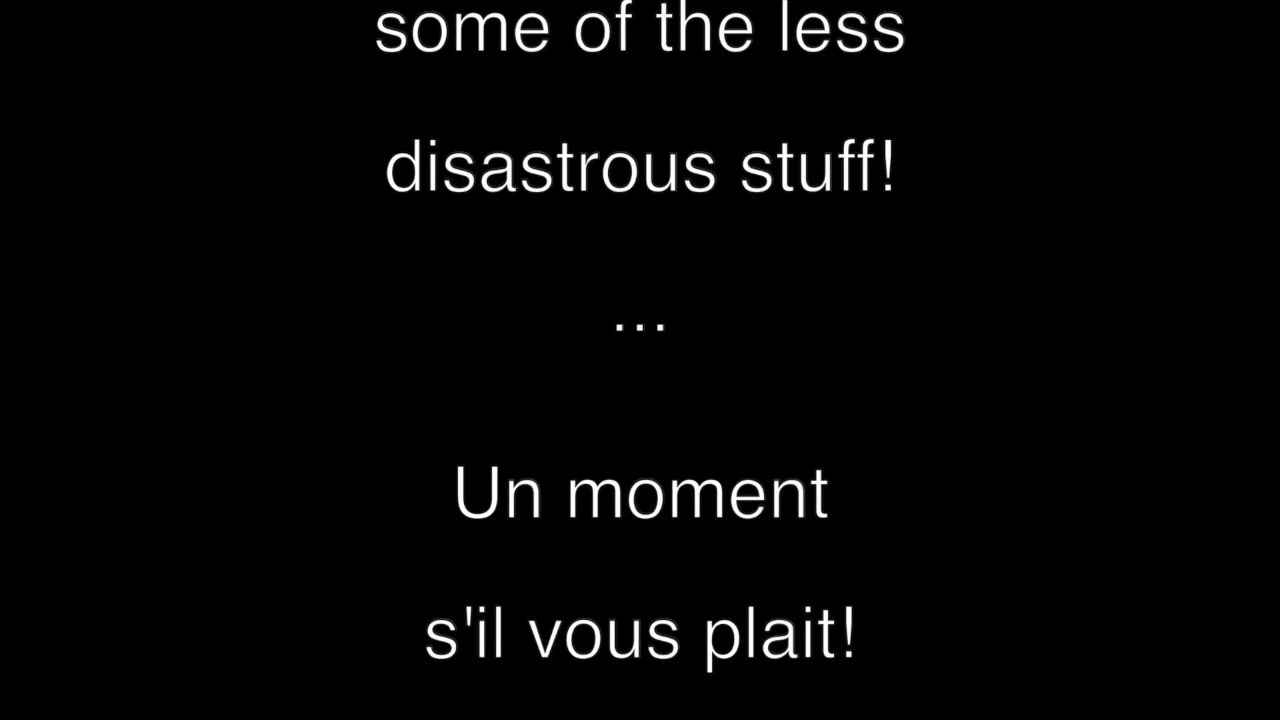 some of the less
disastrous stuff!
...
Un moment
s'il vous plait!